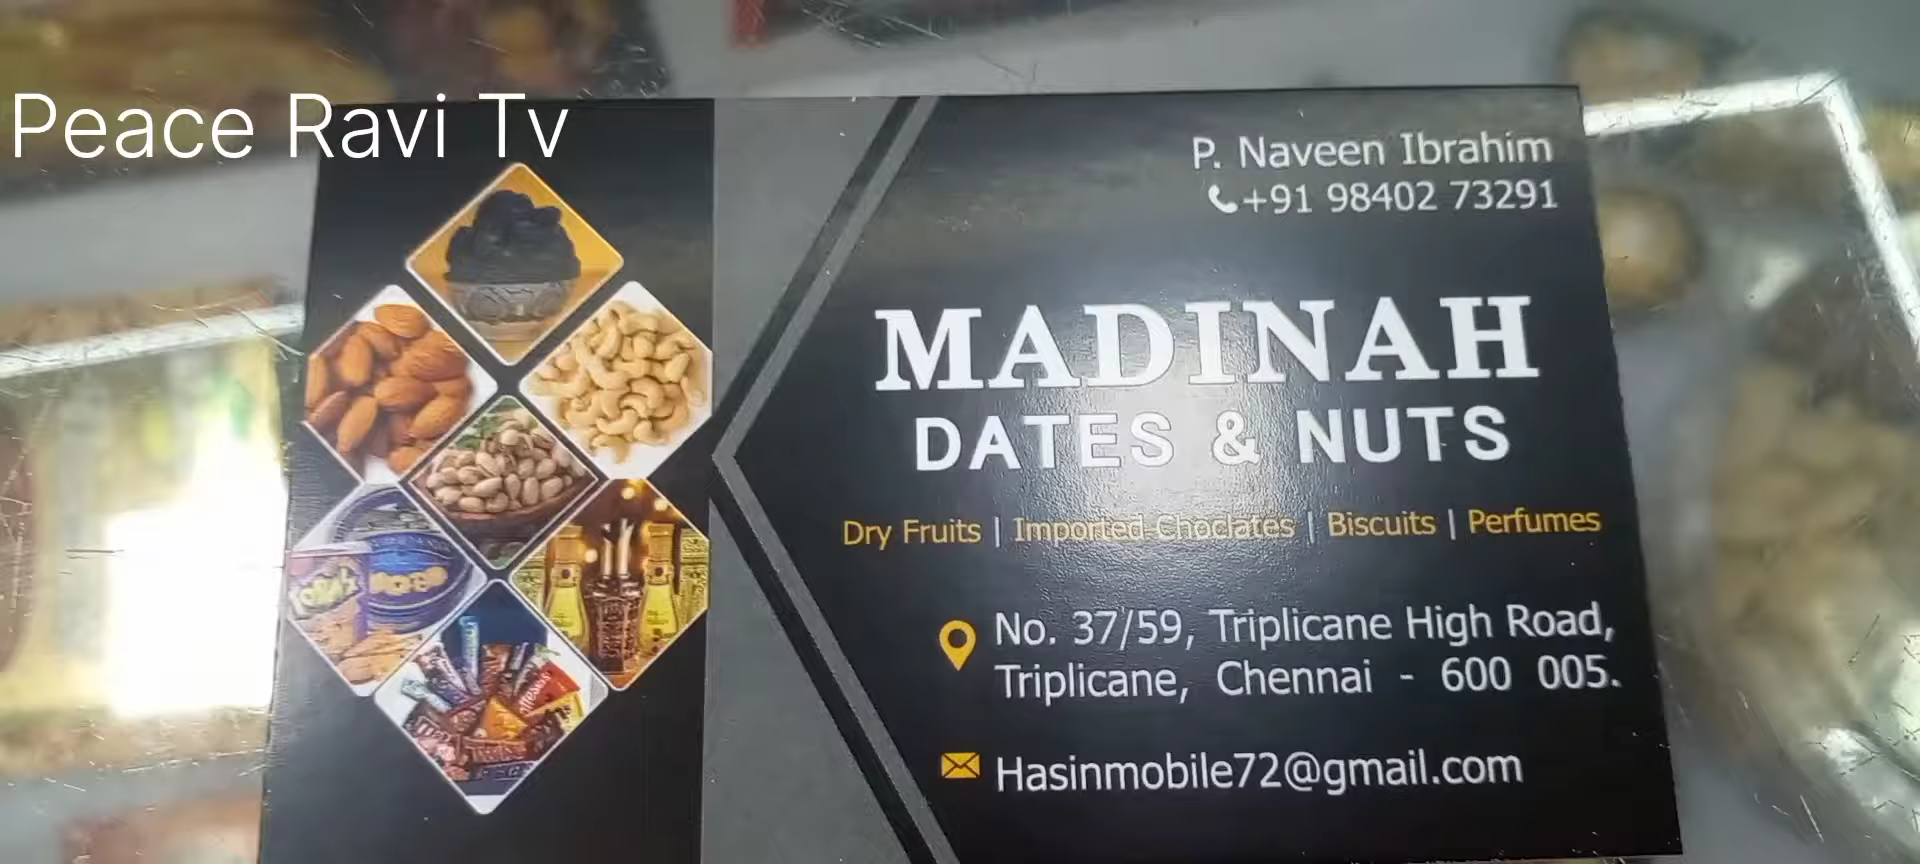 Peace Ravi Tv
P. Naveen Ibrahim
+91 98402 73291
MADINAH
DATES & NUTS
Dry Fruits | Imported Choclates | Biscuits | Perfumes
No. 37/59, Triplicane High Road,
Triplicane, Chennai - 600 005.
Hasinmobile72@gmail.com